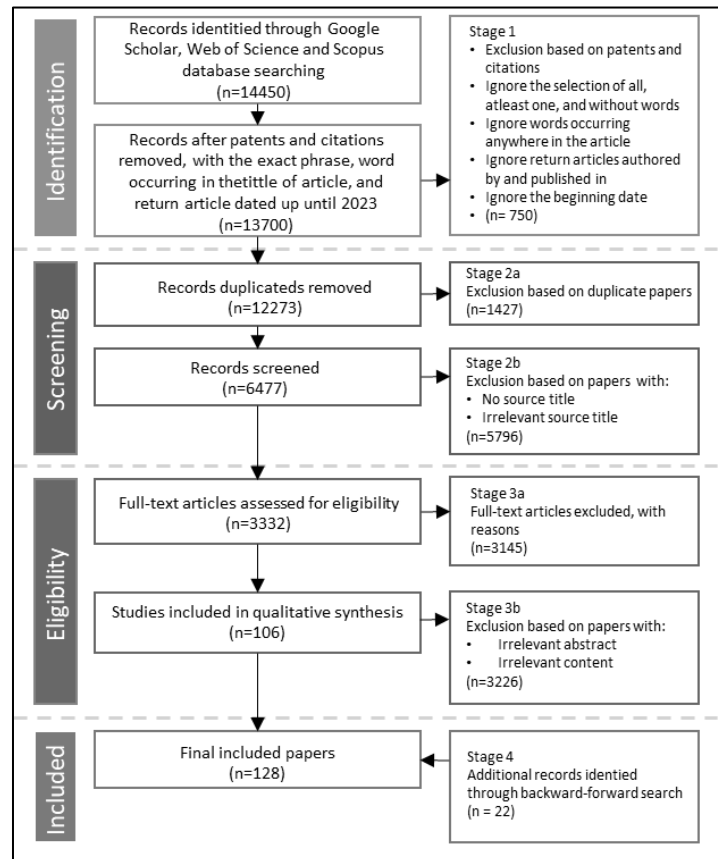 Identification
Records identitied through Google
Scholar, Web of Science and Scopus
database searching
(n=14450)
Records after patents and citations
removed, with the exact phrase, word
occurring in thetittle of article, and
return article dated up until 2023
(n=13700)
Stage 1
• Exclusion based on patents and
citations
• Ignore the selection of all,
atleast one, and without words
• Ignore words occurring
anywhere in the article
• Ignore return articles authored
by and published in
• Ignore the beginning date
• (n= 750)
Screening
Records duplicateds removed
(n=12273)
Stage 2a
Exclusion based on duplicate papers
(n=1427)
Records screened
(n=6477)
Stage 2b
Exclusion based on papers with:
• No source title
• Irrelevant source title
(n=5796)
Eligibility
Full-text articles assessed for eligibility
(n=3332)
Stage 3a
Full-text articles excluded, with
reasons
(n=3145)
Studies included in qualitative synthesis
(n=106)
Stage 3b
Exclusion based on papers with:
• Irrelevant abstract
• Irrelevant content
(n=3226)
Included
Final included papers
(n=128)
Stage 4
Additional records identied
through backward-forward search
(n = 22)